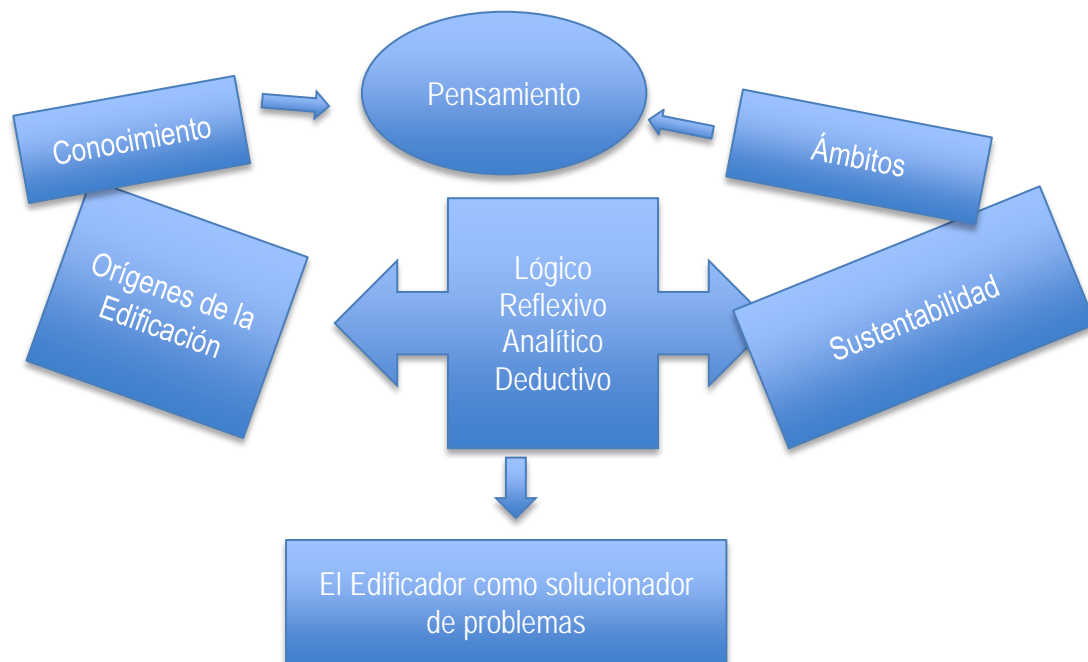 Pensamiento
Conocimiento
Ámbitos
Orígenes de la
Edificación
Lógico
Reflexivo
Analítico
Deductivo
Sustentabilidad
El Edificador como solucionador
de problemas